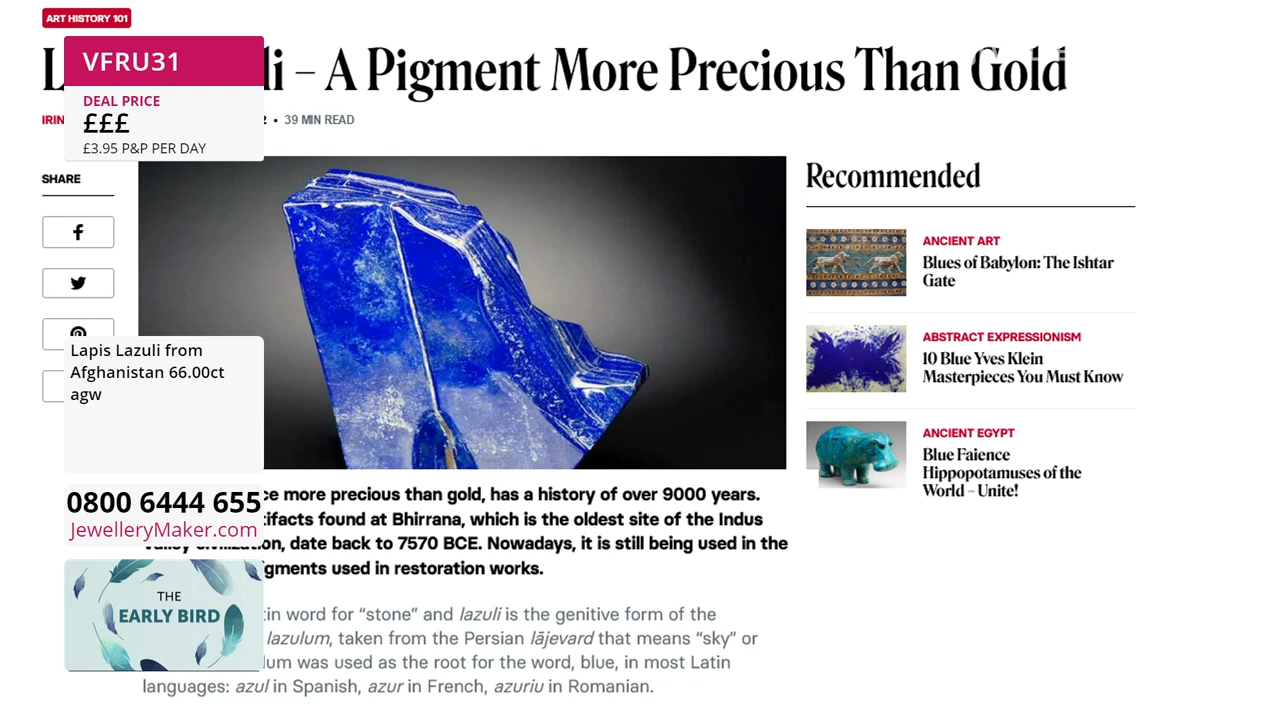 ART HISTORY 101
L li – A Pigment More Precious Than Gold
IRIN 2 • 39 MIN READ
VFRU31
DEAL PRICE
£££
£3.95 P&P PER DAY
SHARE
Lapis Lazuli from
Afghanistan 66.00ct
agw
0800 6444 655
JewelleryMaker.com
THE
EARLY BIRD
ce more precious than gold, has a history of over 9000 years.
tifacts found at Bhirrana, which is the oldest site of the Indus
Valley Civilization, date back to 7570 BCE. Nowadays, it is still being used in the
gments used in restoration works.
tin word for “stone” and lazuli is the genitive form of the
lazulum, taken from the Persian lājevard that means “sky” or
lum was used as the root for the word, blue, in most Latin
languages: azul in Spanish, azur in French, azuriu in Romanian.
Recommended
ANCIENT ART
Blues of Babylon: The Ishtar
Gate
ABSTRACT EXPRESSIONISM
10 Blue Yves Klein
Masterpieces You Must Know
ANCIENT EGYPT
Blue Faience
Hippopotamuses of the
World – Unite!